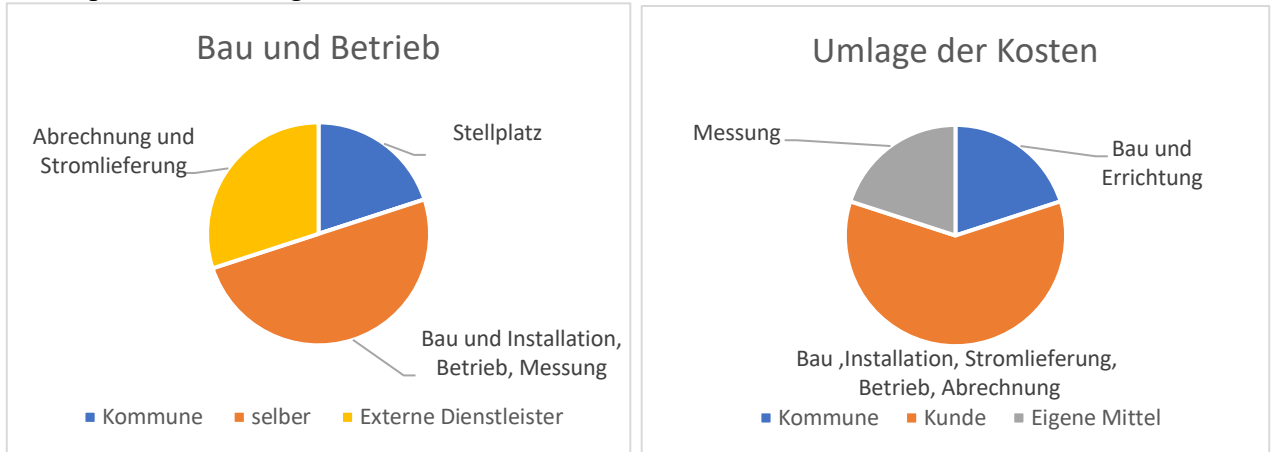 Bau und Betrieb
Abrechnung und
Stromlieferung
Stellplatz
Bau und Installation,
Betrieb, Messung
Kommune selber Externe Dienstleister
Umlage der Kosten
Messung
Bau und
Errichtung
Bau ,Installation, Stromlieferung,
Betrieb, Abrechnung
Kommune Kunde Eigene Mittel